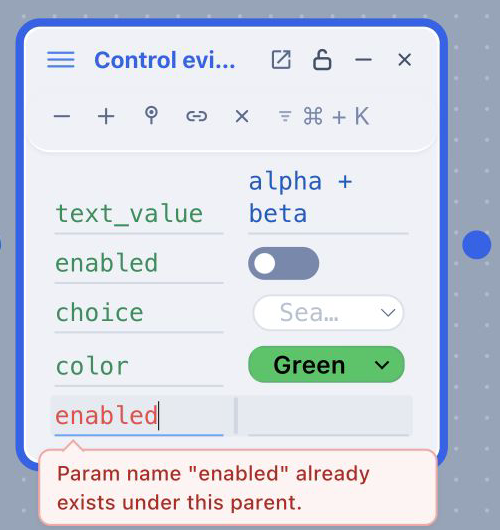 Control evi...
⌘ + K
alpha +
text_value beta
enabled
choice Sea...
color Green
enabled
Param name "enabled" already
exists under this parent.